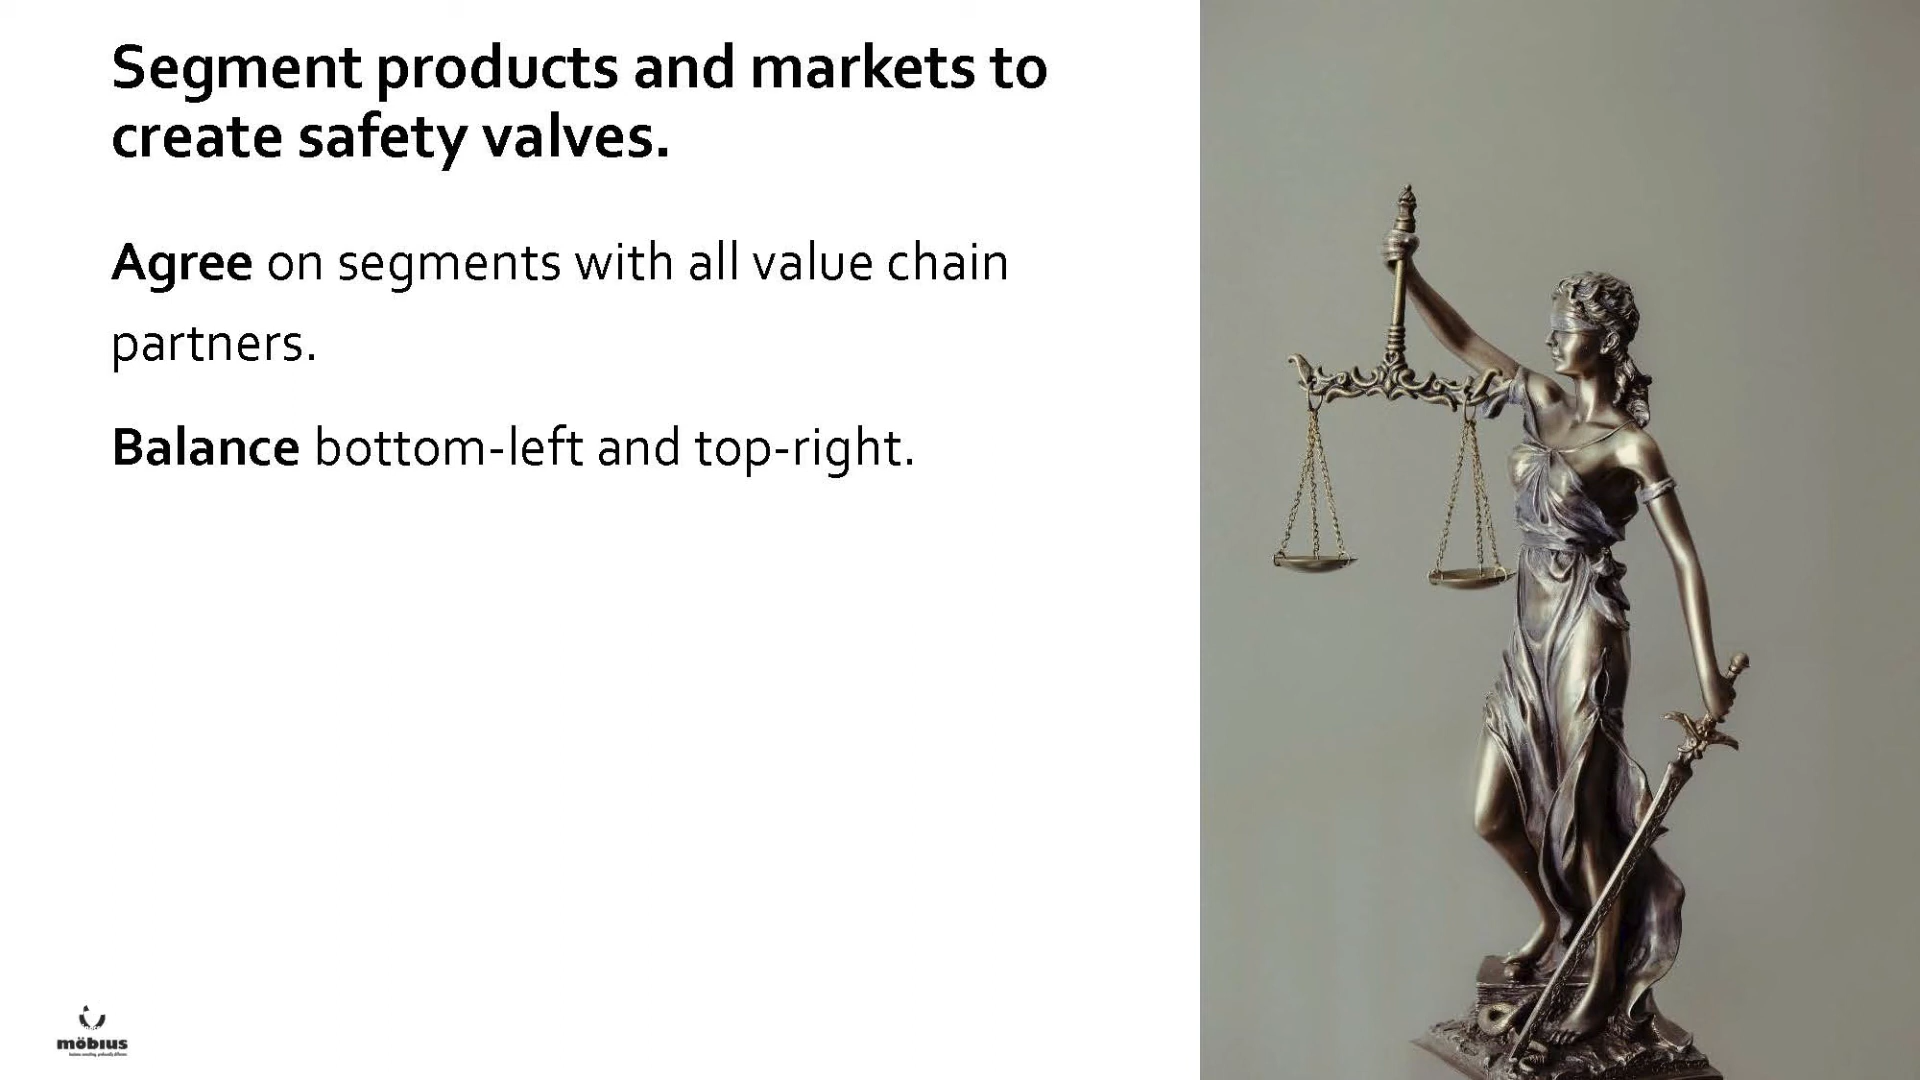 Segment products and markets to
create safety valves.
Agree on segments with all value chain
partners.
Balance bottom-left and top-right.
möbius